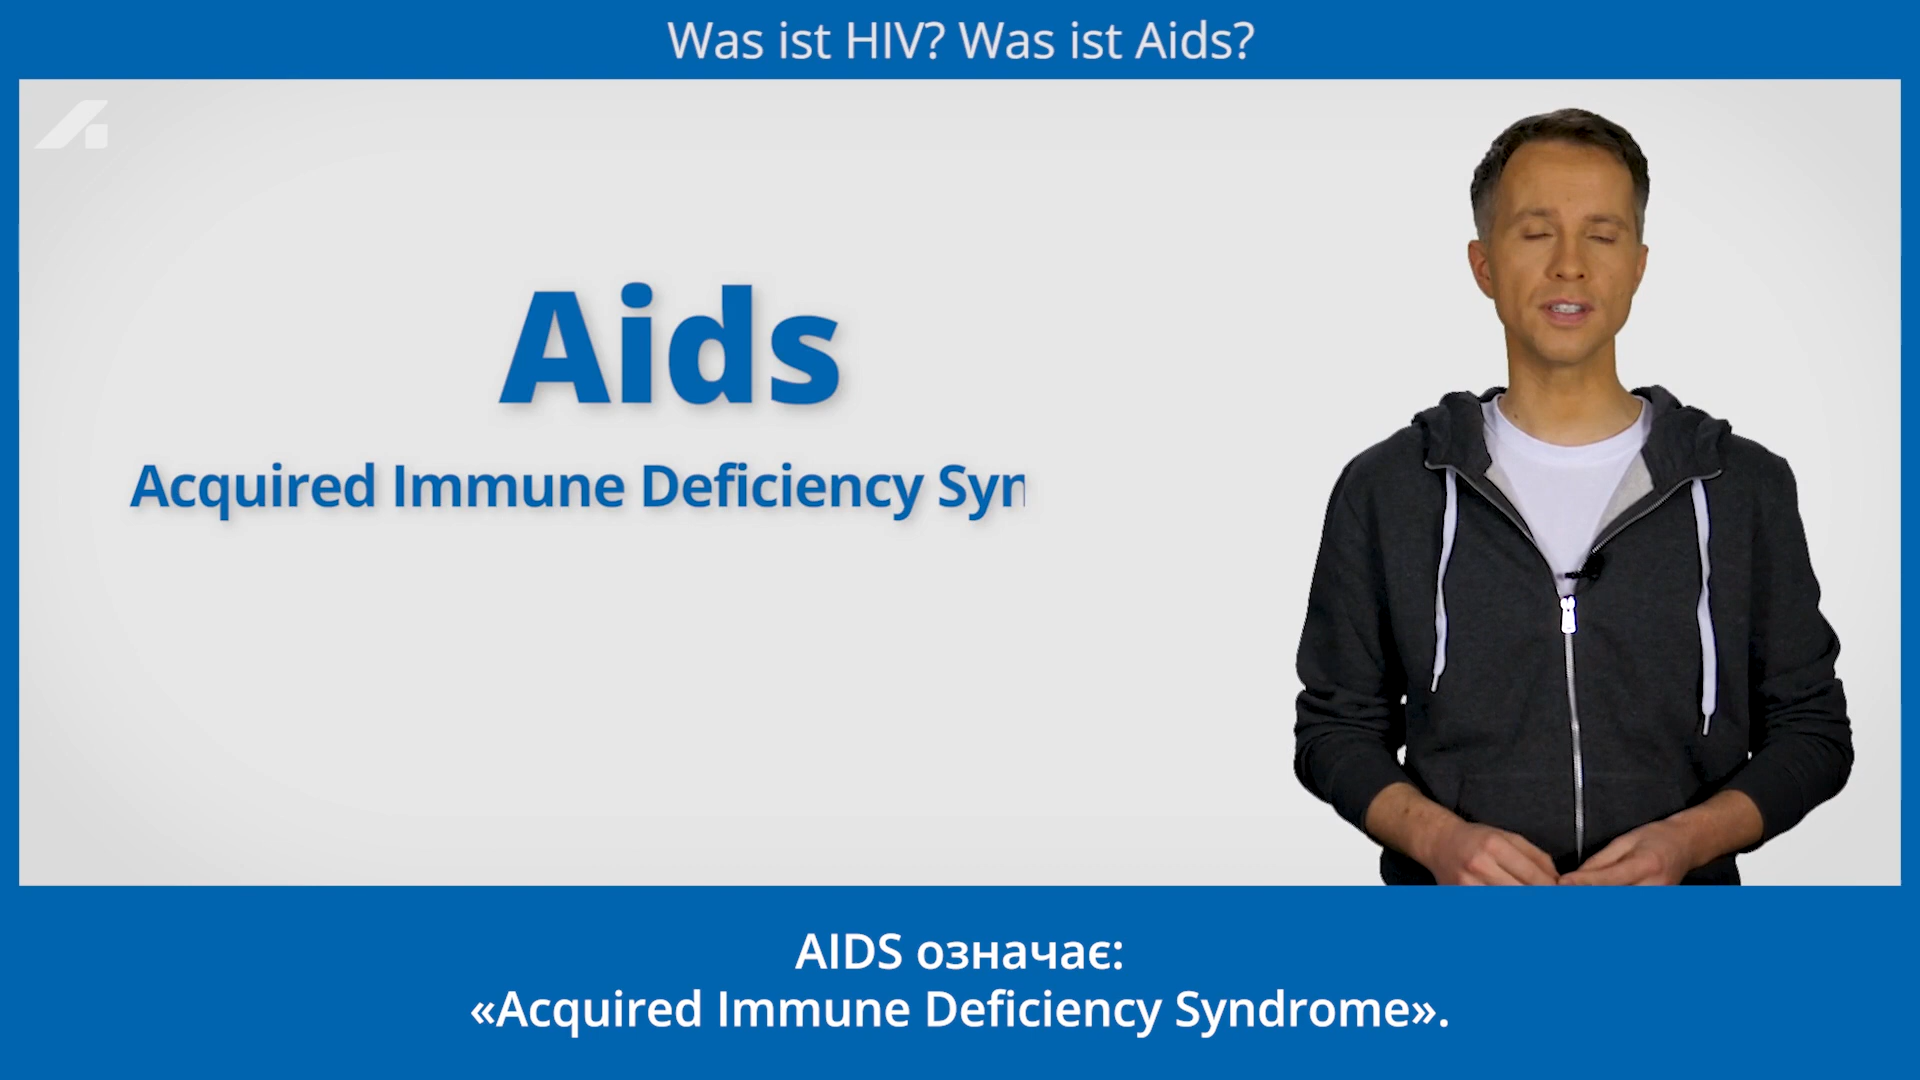 Was ist HIV? Was ist Aids?
Aids
Acquired Immune Deficiency Syn
AIDS означає:
«Acquired Immune Deficiency Syndrome».